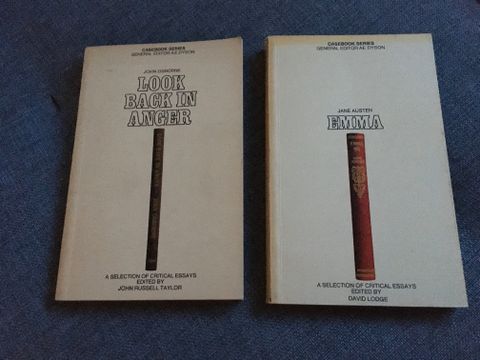 CASEBOOK SERIES
GENERAL EDITOR A.E. DYSON
JOHN OSBORNE
LOOK
BACK IN
ANGER
A SELECTION OF CRITICAL ESSAYS
EDITED BY
JOHN RUSSELL TAYLOR
CASEBOOK SERIES
GENERAL EDITOR A.E. DYSON
JANE AUSTEN
EMMA
A SELECTION OF CRITICAL ESSAYS
EDITED BY
DAVID LODGE